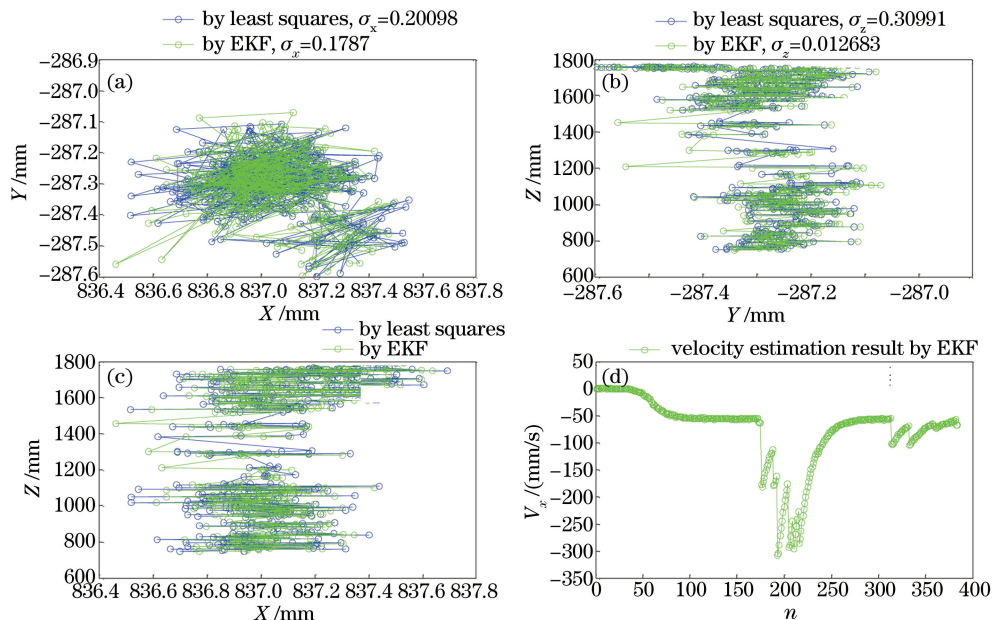 by least squares, σx=0.20098
by EKF, σx=0.1787
(a)
−286.9
−287.0
−287.1
−287.2
−287.3
−287.4
−287.5
−287.6
Y/mm
836.4 836.6 836.8 837.0 837.2 837.4 837.6 837.8
X/mm
by least squares, σz=0.30991
by EKF, σz=0.012683
(b)
1800
1600
1400
1200
1000
800
600
Z/mm
−287.6 −287.4 −287.2 −287.0
Y/mm
by least squares
by EKF
(c)
1800
1600
1400
1200
1000
800
600
Z/mm
836.4 836.6 836.8 837.0 837.2 837.4 837.6 837.8
X/mm
velocity estimation result by EKF
(d)
50
0
−50
−100
−150
−200
−250
−300
−350
Vx/(mm/s)
0 50 100 150 200 250 300 350 400
n